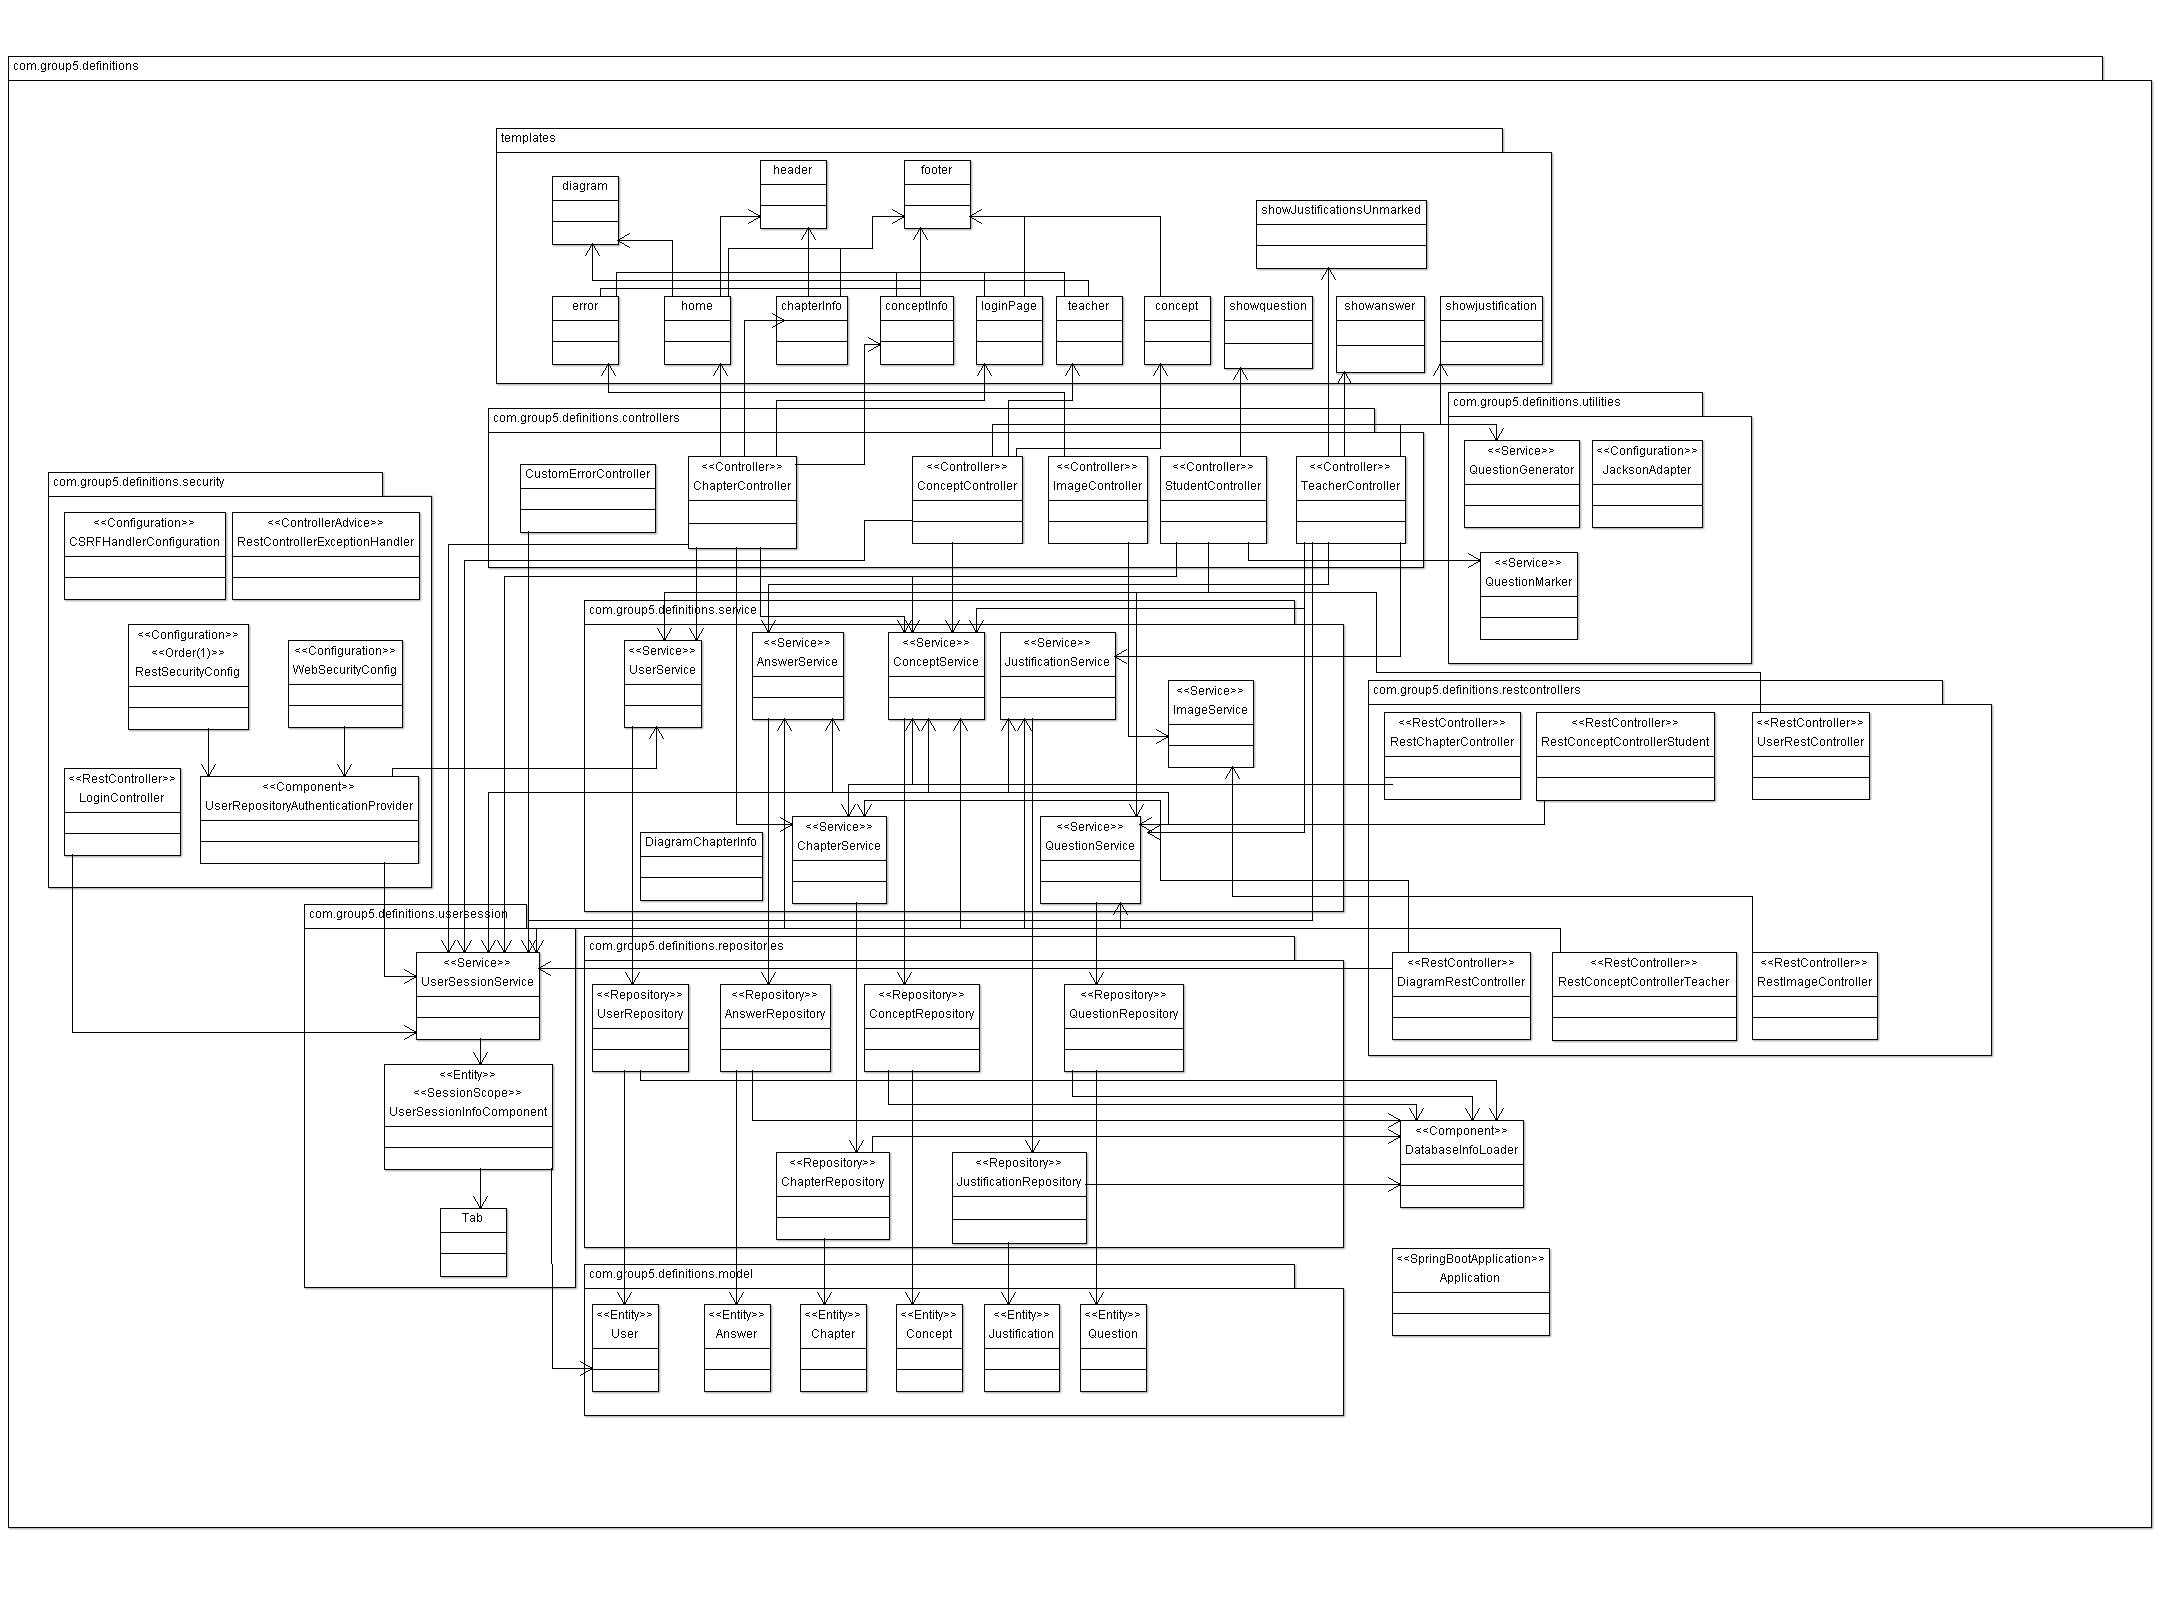 com.group5.definitions
templates
header
footer
diagram
showJustificationsUnmarked
error
home
chapterInfo
conceptInfo
loginPage
teacher
concept
showquestion
showanswer
showjustification
com.group5.definitions.controllers
CustomErrorController
<<Controller>>
ChapterController
<<Controller>>
ConceptController
<<Controller>>
ImageController
<<Controller>>
StudentController
<<Controller>>
TeacherController
com.group5.definitions.utilities
<<Service>>
QuestionGenerator
<<Configuration>>
JacksonAdapter
<<Service>>
QuestionMarker
com.group5.definitions.security
<<Configuration>>
CSRFHandlerConfiguration
<<ControllerAdvice>>
RestControllerExceptionHandler
<<Configuration>>
<<Order(1)>>
RestSecurityConfig
<<Configuration>>
WebSecurityConfig
<<RestController>>
LoginController
<<Component>>
UserRepositoryAuthenticationProvider
com.group5.definitions.service
<<Service>>
UserService
<<Service>>
AnswerService
<<Service>>
ConceptService
<<Service>>
JustificationService
<<Service>>
ImageService
DiagramChapterInfo
<<Service>>
ChapterService
<<Service>>
QuestionService
com.group5.definitions.restcontrollers
<<RestController>>
RestChapterController
<<RestController>>
RestConceptControllerStudent
<<RestController>>
UserRestController
<<RestController>>
DiagramRestController
<<RestController>>
RestConceptControllerTeacher
<<RestController>>
RestImageController
com.group5.definitions.usersession
<<Service>>
UserSessionService
<<Entity>>
<<SessionScope>>
UserSessionInfoComponent
Tab
com.group5.definitions.repositories
<<Repository>>
UserRepository
<<Repository>>
AnswerRepository
<<Repository>>
ConceptRepository
<<Repository>>
QuestionRepository
<<Repository>>
ChapterRepository
<<Repository>>
JustificationRepository
<<Component>>
DatabaseInfoLoader
<<SpringBootApplication>>
Application
com.group5.definitions.model
<<Entity>>
User
<<Entity>>
Answer
<<Entity>>
Chapter
<<Entity>>
Concept
<<Entity>>
Justification
<<Entity>>
Question